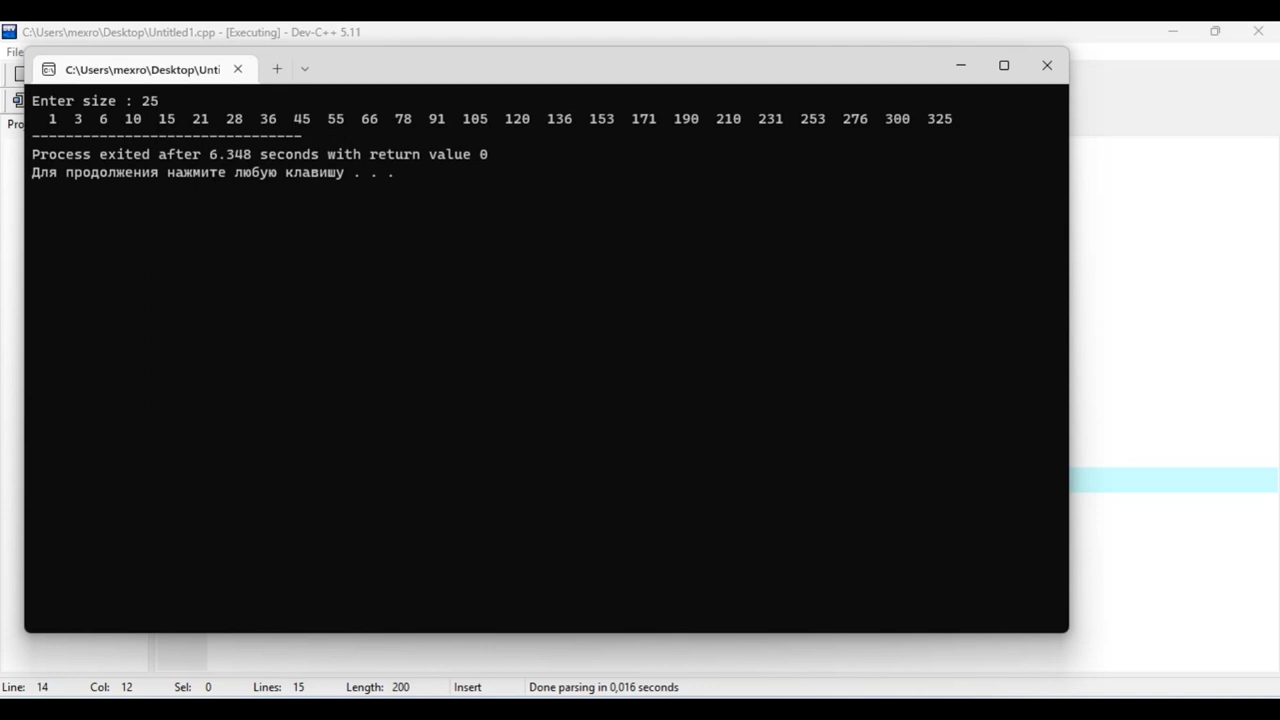 C:\Users\mexro\Desktop\Untitled1.cpp - [Executing] - Dev-C++ 5.11
File
C:\Users\mexro\Desktop\Unti
Enter size : 25
1 3 6 10 15 21 28 36 45 55 66 78 91 105 120 136 153 171 190 210 231 253 276 300 325
--------------------------------
Process exited after 6.348 seconds with return value 0
Для продолжения нажмите любую клавишу . . .
Line: 14 Col: 12 Sel: 0 Lines: 15 Length: 200 Insert Done parsing in 0,016 seconds